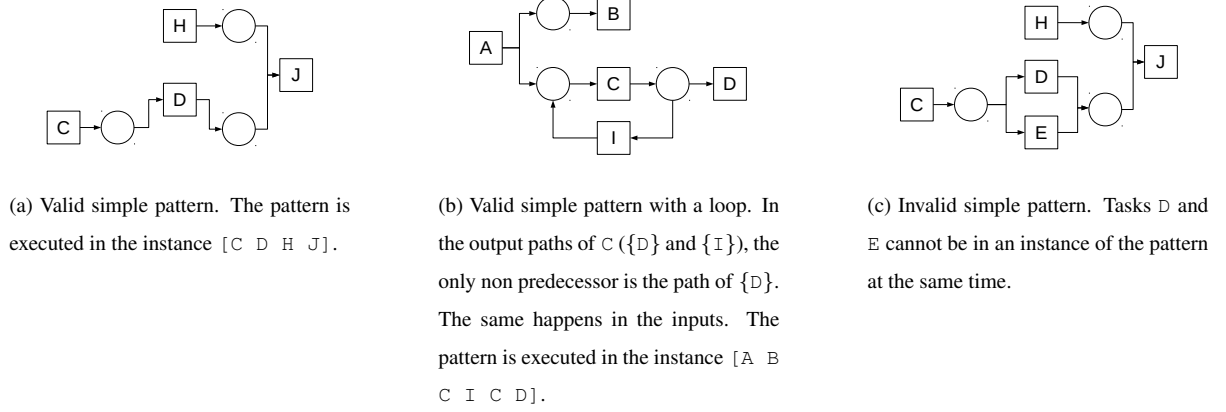 H
J
D
C
B
A
C
D
I
H
J
D
C
E
(a) Valid simple pattern. The pattern is
executed in the instance [C D H J].
(b) Valid simple pattern with a loop. In
the output paths of C ({D} and {I}), the
only non predecessor is the path of {D}.
The same happens in the inputs. The
pattern is executed in the instance [A B
C I C D].
(c) Invalid simple pattern. Tasks D and
E cannot be in an instance of the pattern
at the same time.